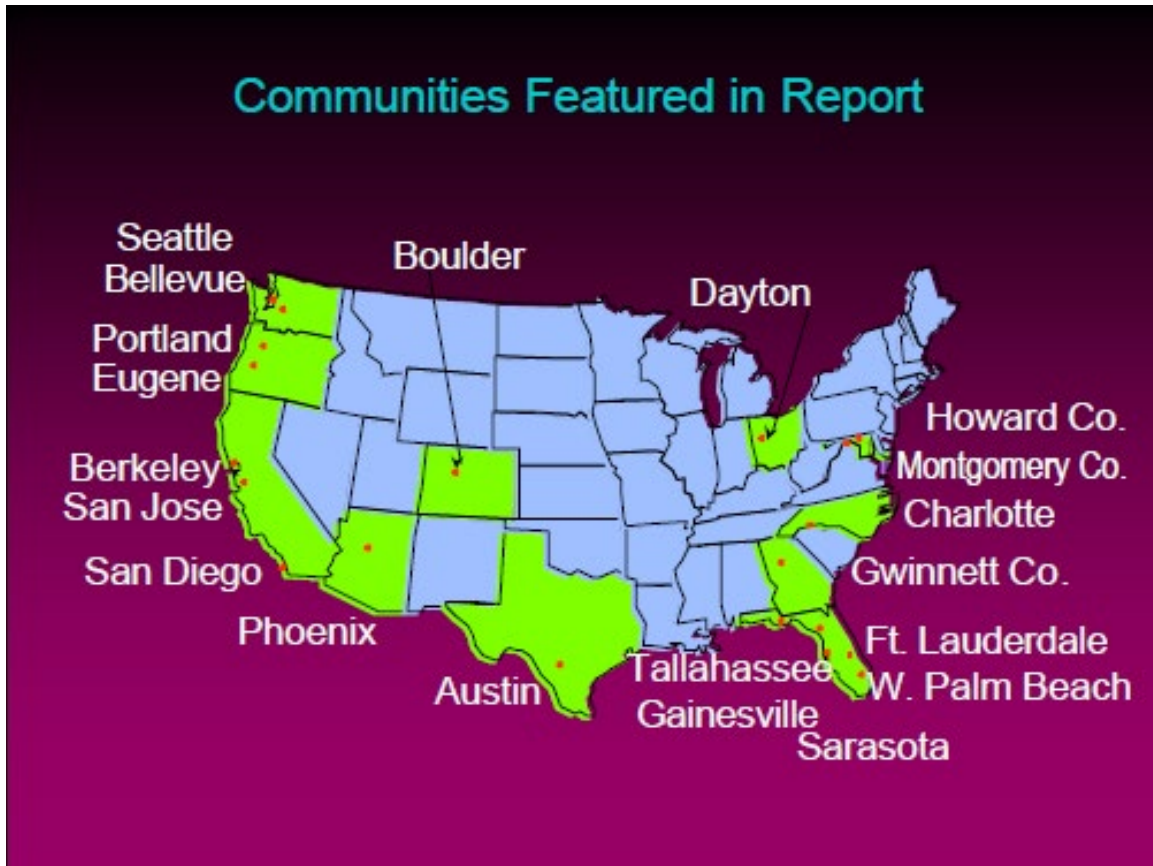 Communities Featured in Report
Seattle
Bellevue
Boulder
Dayton
Portland
Eugene
Howard Co.
Berkeley
Montgomery Co.
San Jose
Charlotte
San Diego
Gwinnett Co.
Phoenix
Ft. Lauderdale
Tallahassee
W. Palm Beach
Austin
Gainesville
Sarasota